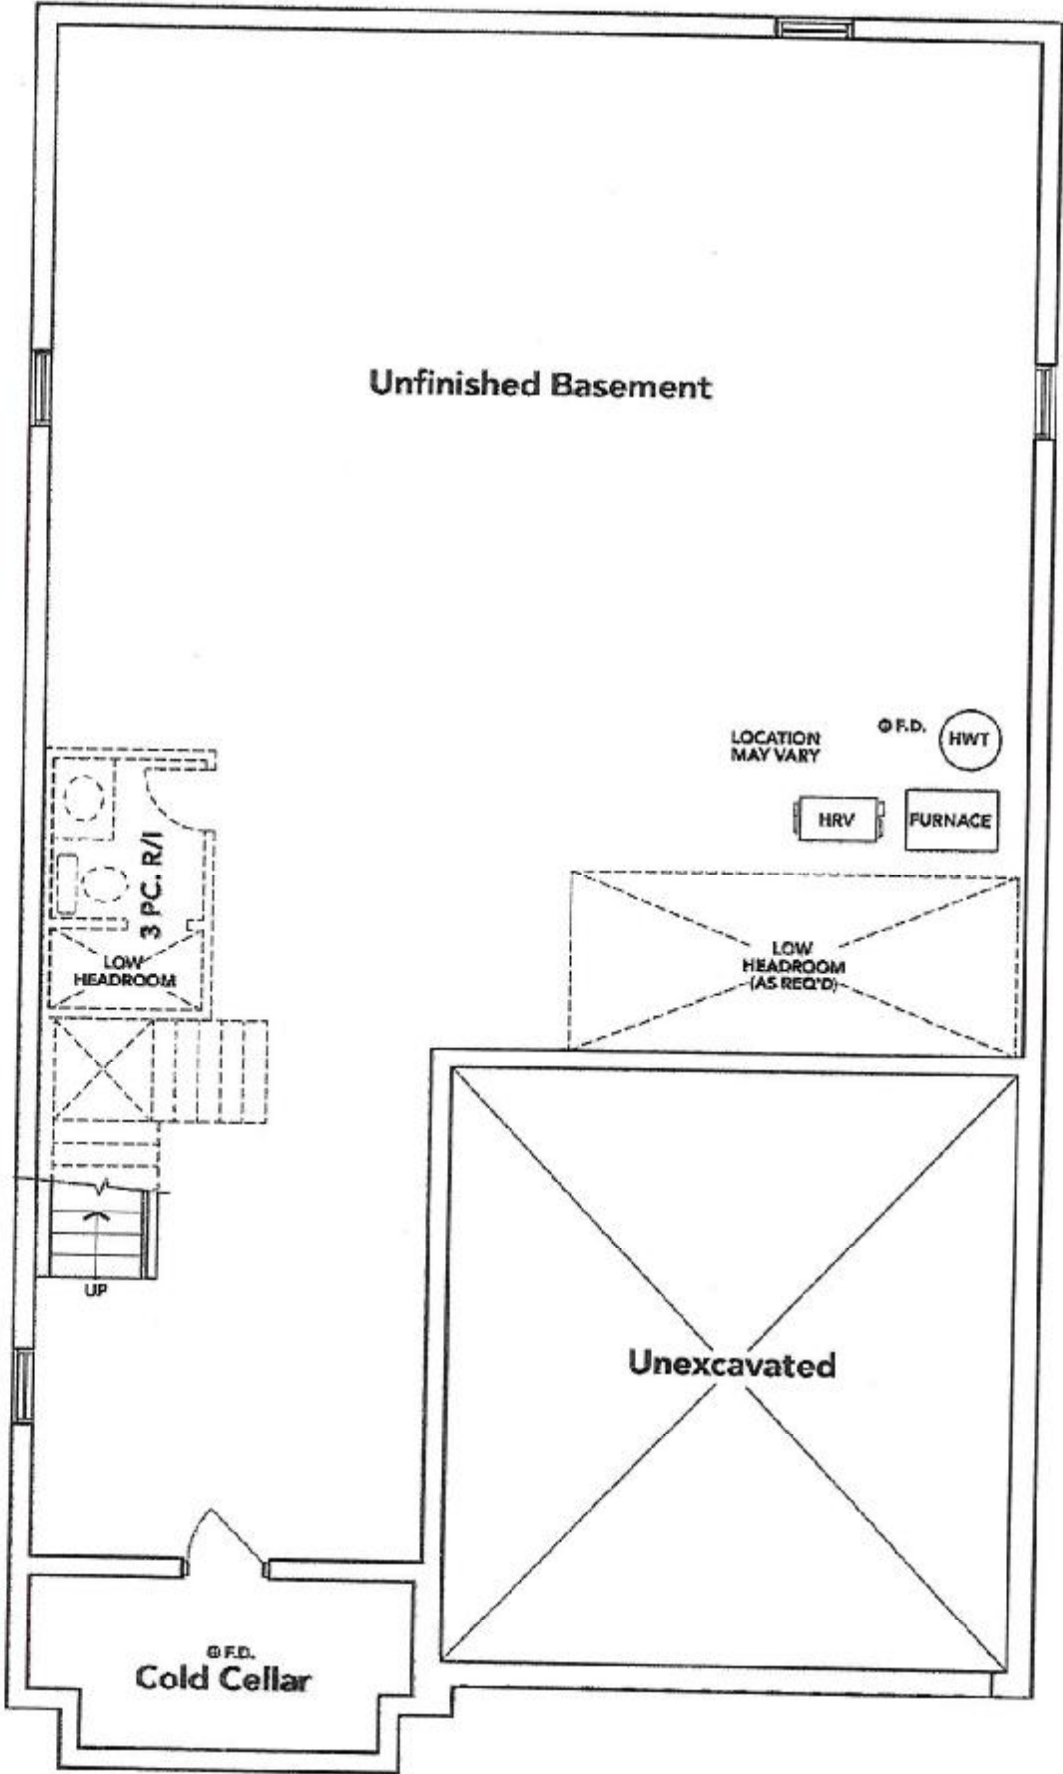 Unfinished Basement
LOCATION
MAY VARY
F.D.
HWT
HRV
FURNACE
3 PC. R/I
LOW
HEADROOM
LOW
HEADROOM
(AS REQ'D)
UP
Unexcavated
F.D.
Cold Cellar